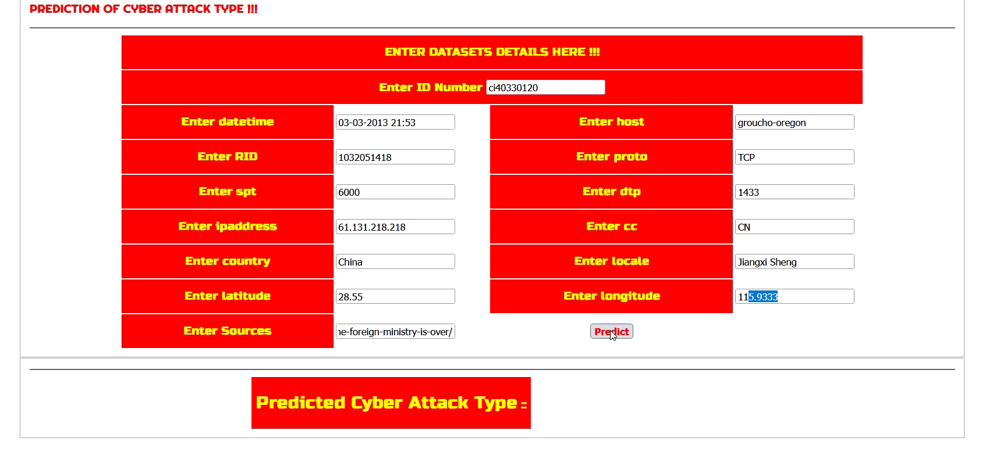 PREDICTION OF CYBER ATTACK TYPE !!!
ENTER DATASETS DETAILS HERE !!!
Enter ID Number ci40330120
Enter datetime 03-03-2013 21:53 Enter host groucho-oregon
Enter RID 1032051418 Enter proto TCP
Enter spt 6000 Enter dtp 1433
Enter ipaddress 61.131.218.218 Enter cc CN
Enter country China Enter locale Jiangxi Sheng
Enter latitude 28.55 Enter longitude 115.9333
Enter Sources ne-foreign-ministry-is-over/ Predict
Predicted Cyber Attack Type ::